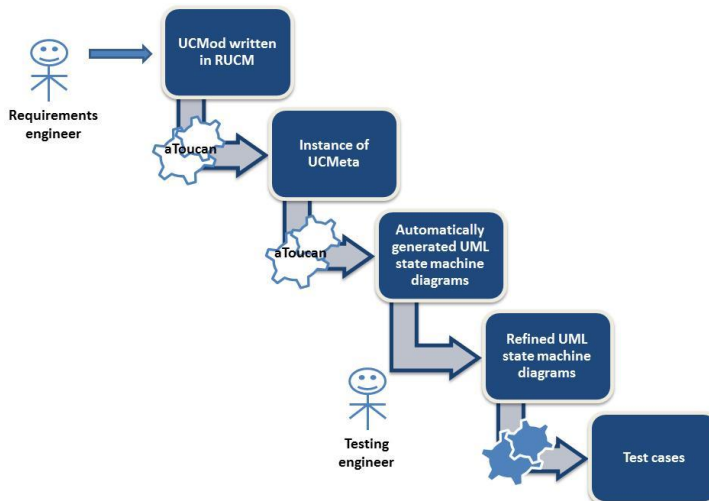 UCMod written
in RUCM
Requirements
engineer
aToucan
Instance of
UCMeta
aToucan
Automatically
generated UML
state machine
diagrams
Refined UML
state machine
diagrams
Testing
engineer
Test cases